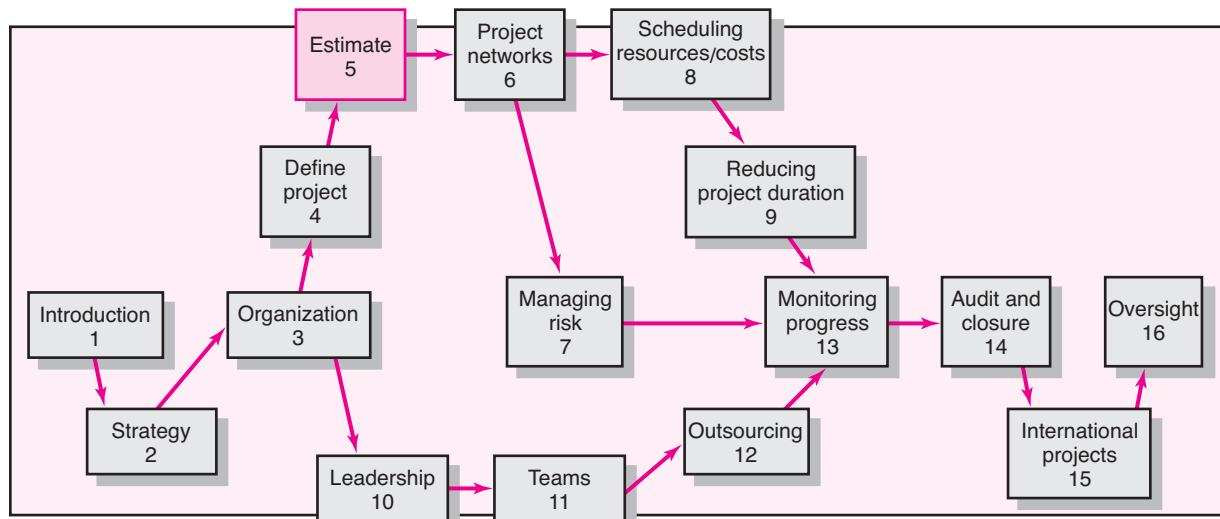 Estimate
5
Project
networks
6
Scheduling
resources/costs
8
Define
project
4
Reducing
project duration
9
Introduction
1
Organization
3
Managing
risk
7
Monitoring
progress
13
Audit and
closure
14
Oversight
16
Strategy
2
Outsourcing
12
International
projects
15
Leadership
10
Teams
11